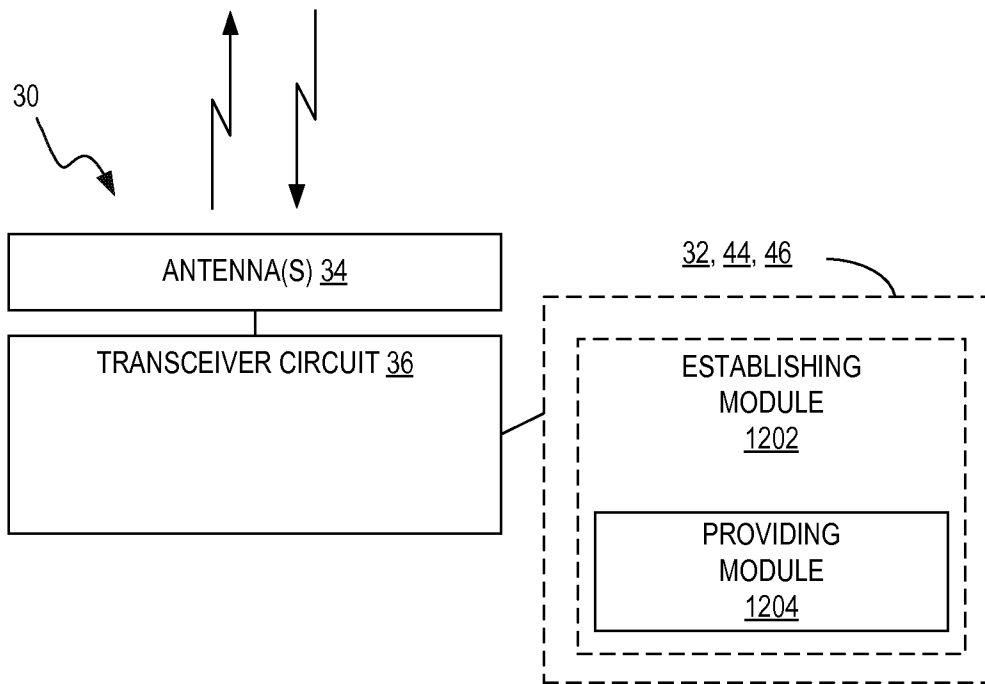 30
ANTENNA(S) 34
32, 44, 46
TRANSCEIVER CIRCUIT 36
ESTABLISHING
MODULE
1202
PROVIDING
MODULE
1204